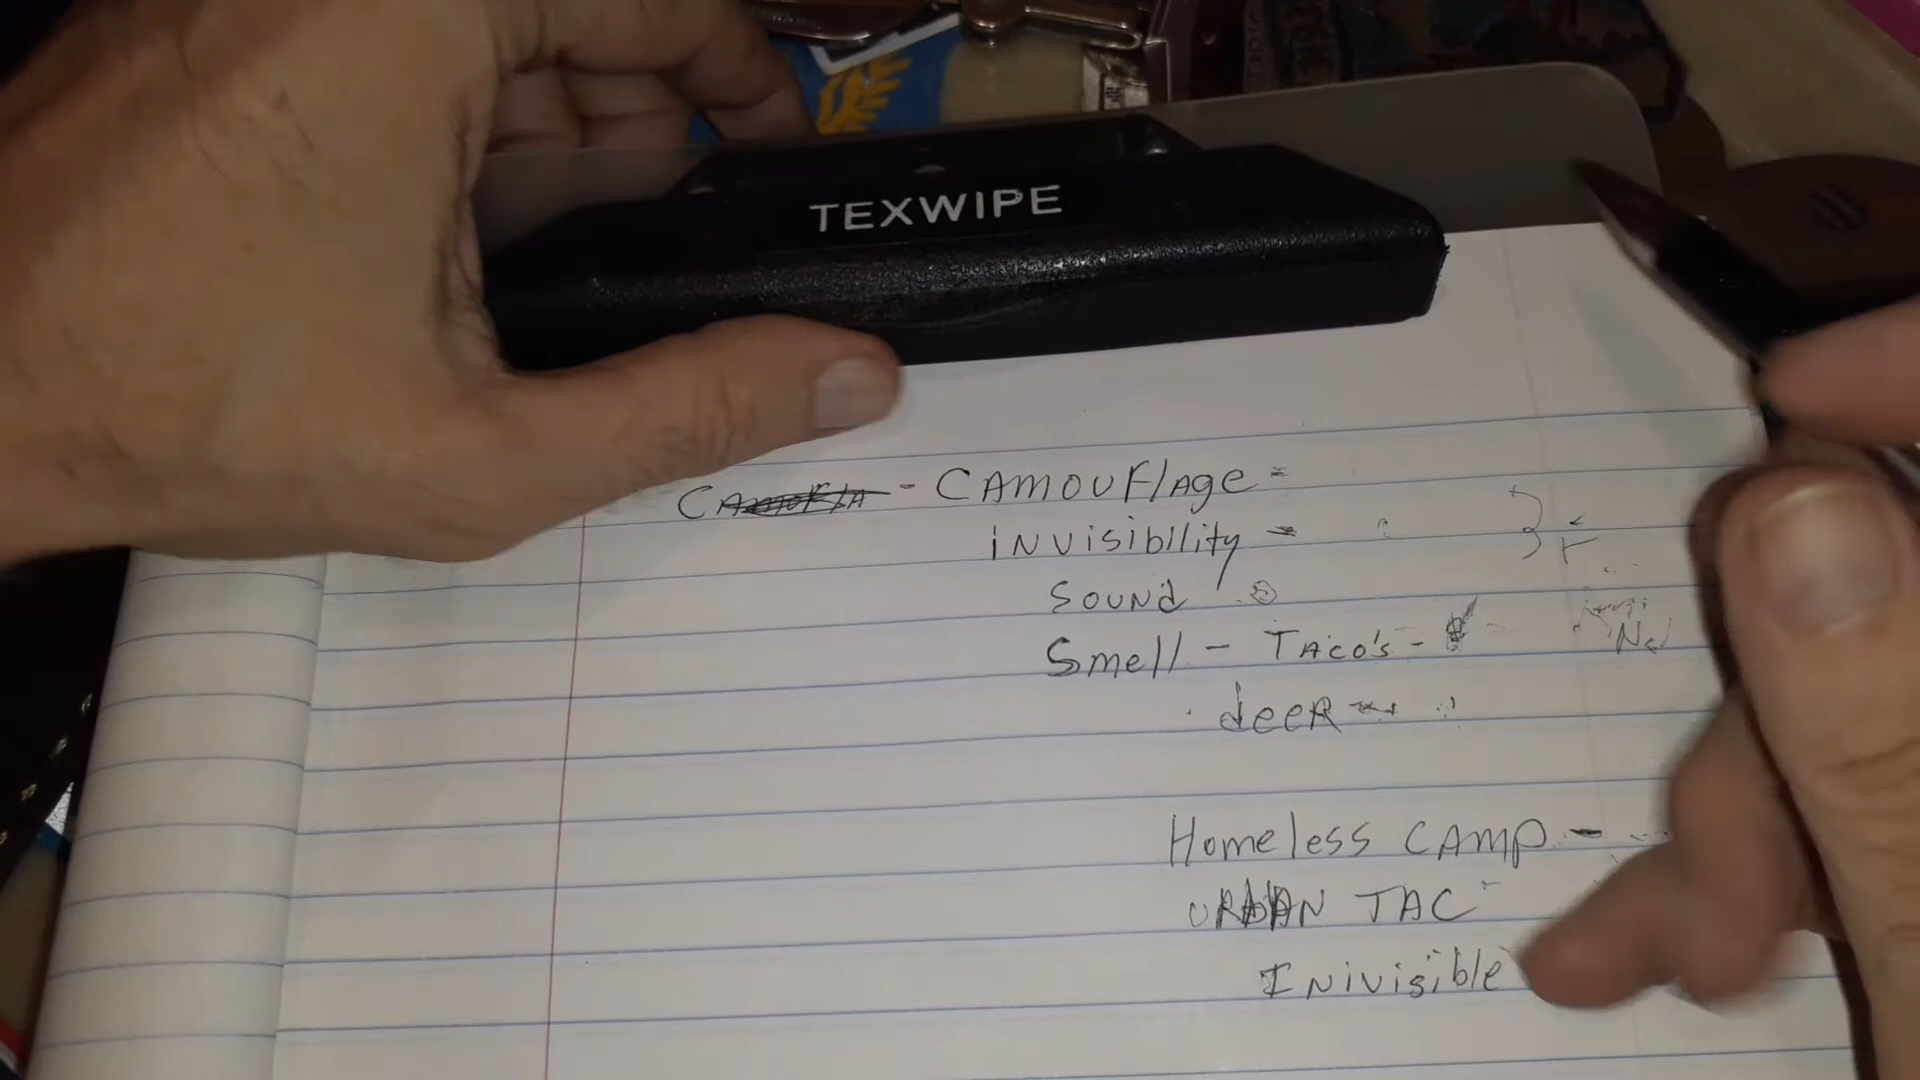 TEXWIPE
- CAMOUFlAge -
iNVisibility -
SOUNd
Smell - TAco's -
deeR -
Homeless CAMP -
URBAN TAC
INivisible